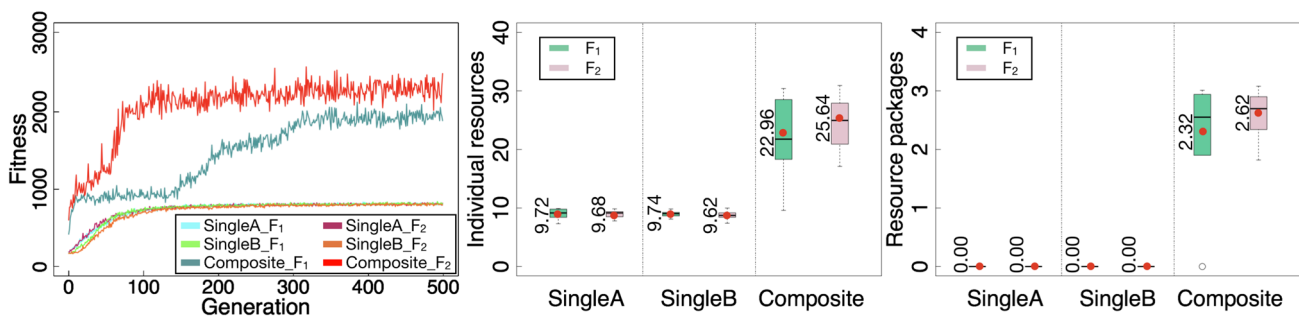 Fitness
3000
2000
1000
0
0 100 200 300 400 500
Generation
SingleA_F1 SingleA_F2
SingleB_F1 SingleB_F2
Composite_F1 Composite_F2
Individual resources
40
30
20
10
0
F1
F2
9.72
9.68
9.74
9.62
22.96
25.64
SingleA SingleB Composite
Resource packages
4
3
2
1
0
F1
F2
0.00
0.00
0.00
0.00
2.32
2.62
SingleA SingleB Composite